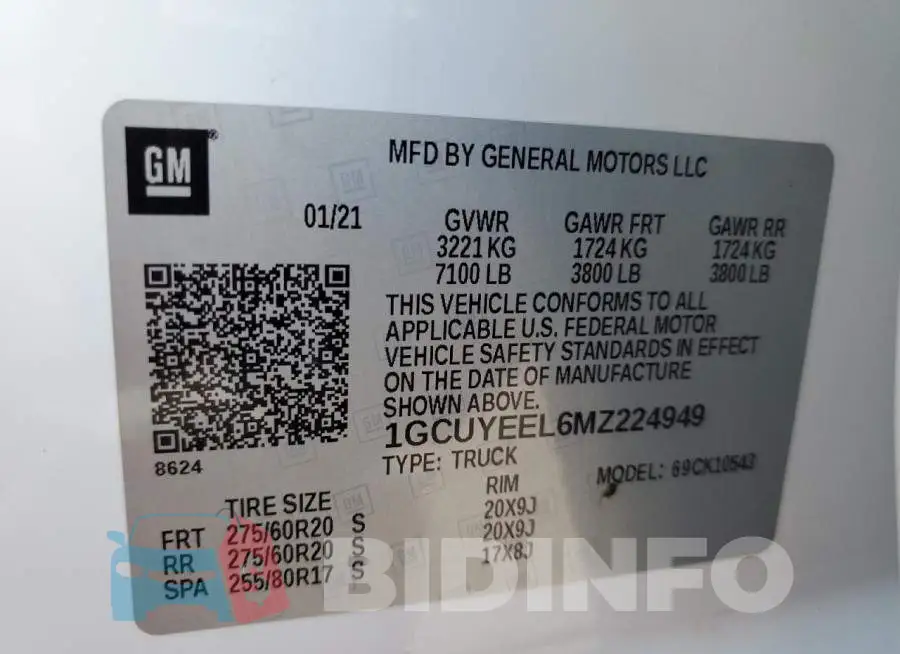 GM®
MFD BY GENERAL MOTORS LLC
01/21
GVWR GAWR FRT GAWR RR
3221 KG 1724 KG 1724 KG
7100 LB 3800 LB 3800 LB
THIS VEHICLE CONFORMS TO ALL
APPLICABLE U.S. FEDERAL MOTOR
VEHICLE SAFETY STANDARDS IN EFFECT
ON THE DATE OF MANUFACTURE
SHOWN ABOVE.
1GCUYEEL6MZ224949
8624
TYPE: TRUCK MODEL: 69CK10543
TIRE SIZE RIM
FRT 275/60R20 S 20X9J
RR 275/60R20 S 20X9J
SPA 255/80R17 S 17X8J
BIDINFO